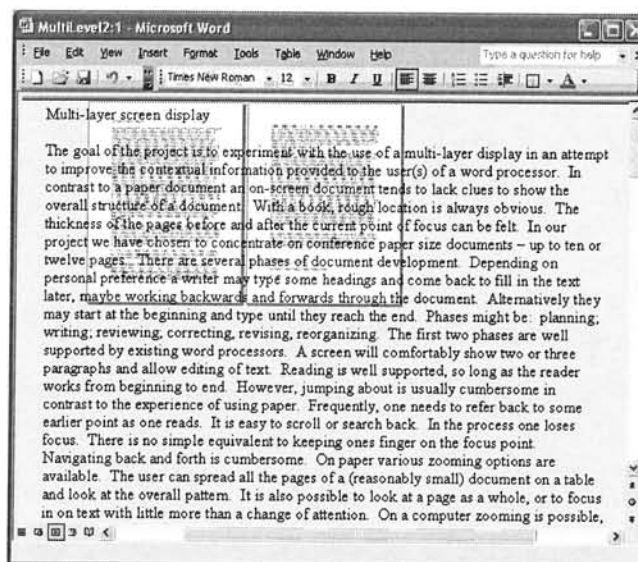 MultiLevel2:1 - Microsoft Word
File Edit View Insert Format Tools Table Window Help Type a question for help
Times New Roman 12 B I U A
Multi-layer screen display
The goal of the project is to experiment with the use of a multi-layer display in an attempt
to improve the contextual information provided to the user(s) of a word processor. In
contrast to a paper document an on-screen document tends to lack clues to show the
overall structure of a document. With a book, rough location is always obvious. The
thickness of the pages before and after the current point of focus can be felt. In our
project we have chosen to concentrate on conference paper size documents – up to ten or
twelve pages. There are several phases of document development. Depending on
personal preference a writer may type some headings and come back to fill in the text
later, maybe working backwards and forwards through the document. Alternatively they
may start at the beginning and type until they reach the end. Phases might be: planning;
writing; reviewing, correcting, revising, reorganizing. The first two phases are well
supported by existing word processors. A screen will comfortably show two or three
paragraphs and allow editing of text. Reading is well supported, so long as the reader
works from beginning to end. However, jumping about is usually cumbersome in
contrast to the experience of using paper. Frequently, one needs to refer back to some
earlier point as one reads. It is easy to scroll or search back. In the process one loses
focus. There is no simple equivalent to keeping ones finger on the focus point.
Navigating back and forth is cumbersome. On paper various zooming options are
available. The user can spread all the pages of a (reasonably small) document on a table
and look at the overall pattern. It is also possible to look at a page as a whole, or to focus
in on text with little more than a change of attention. On a computer zooming is possible,